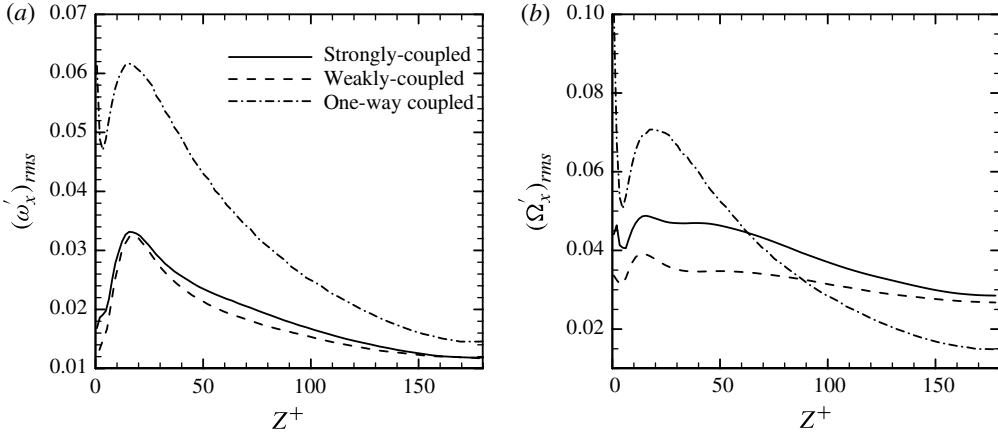 (a)
0.07
0.06
0.05
0.04
0.03
0.02
0.01
(ω'x)rms
0 50 100 150
Z+
Strongly-coupled
Weakly-coupled
One-way coupled
(b)
0.10
0.08
0.06
0.04
0.02
(Ω'x)rms
0 50 100 150
Z+